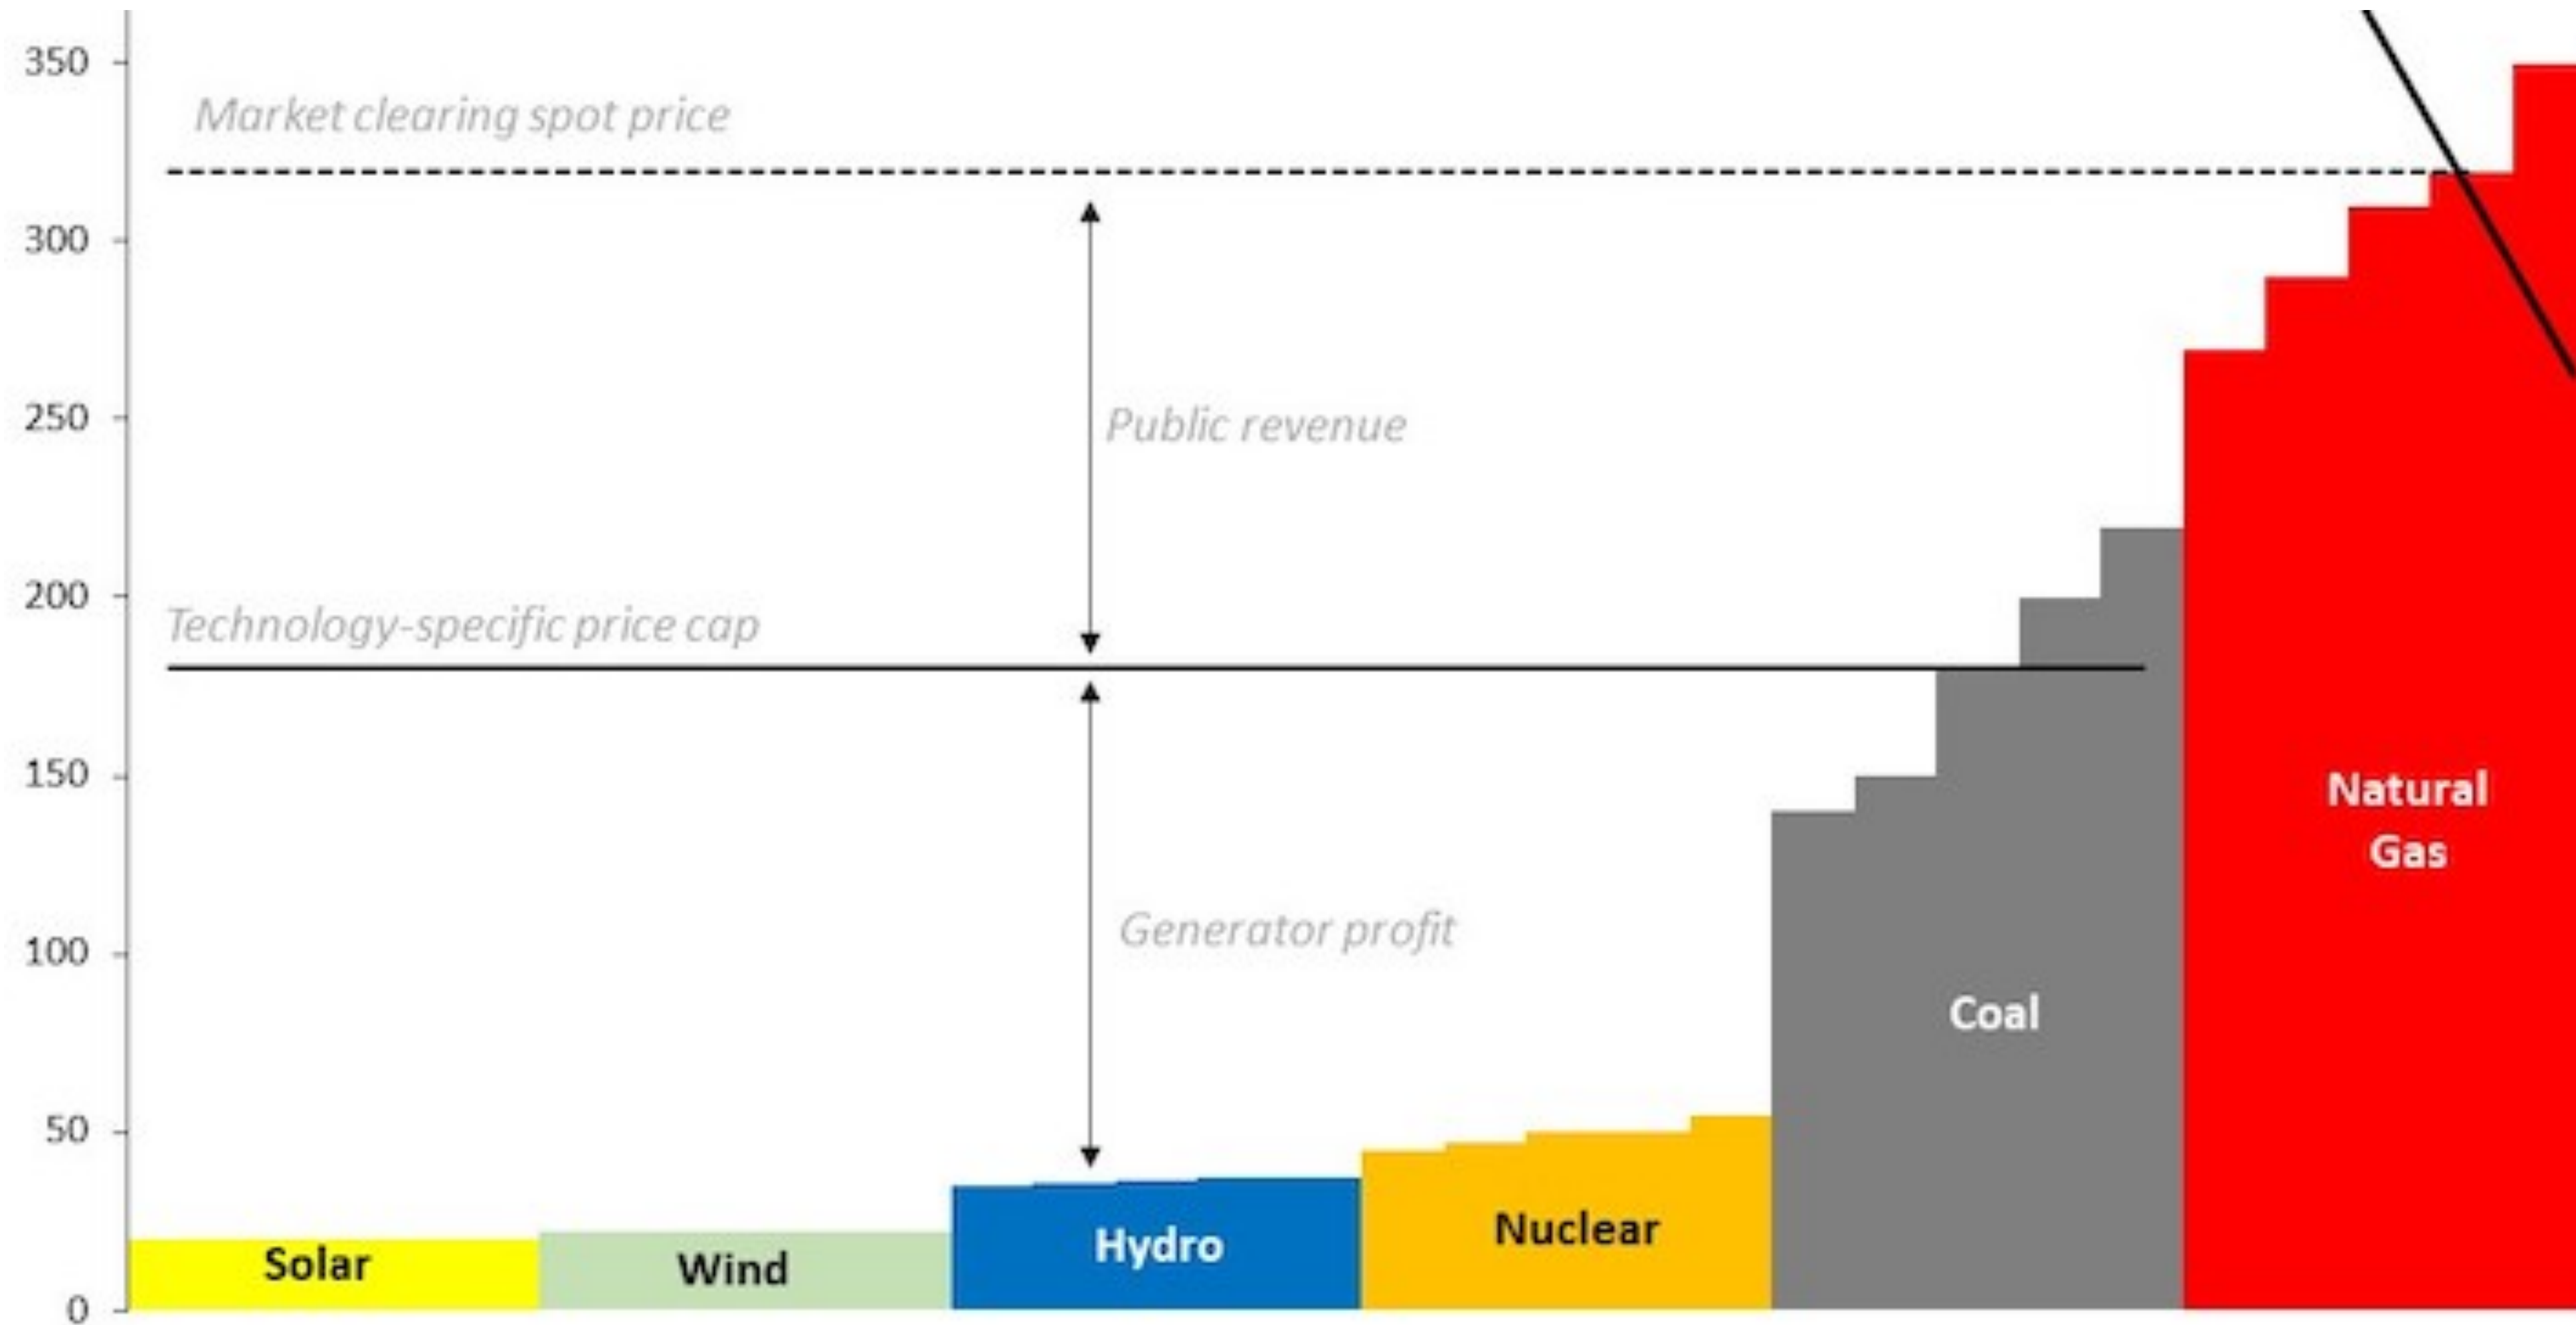 350
Market clearing spot price
300
250
Public revenue
200
Technology-specific price cap
150
Natural
Gas
100
Generator profit
Coal
50
Nuclear
Hydro
Solar
Wind
0